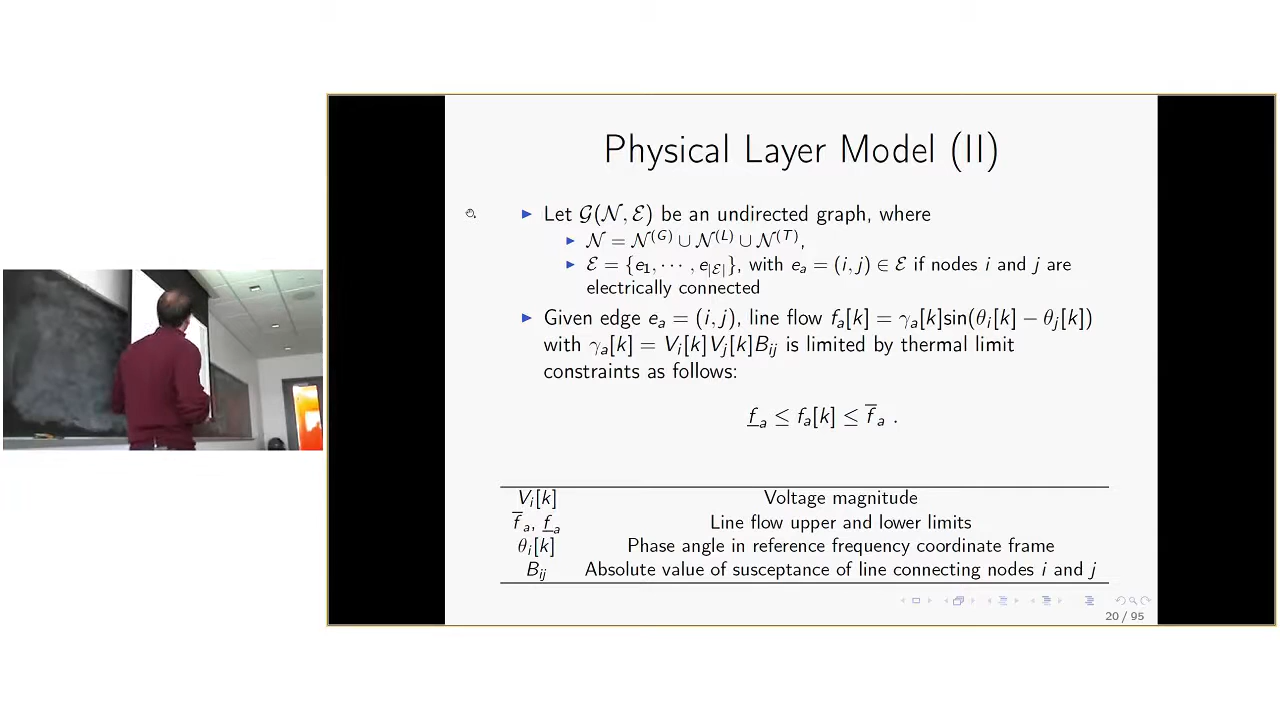 Physical Layer Model (II)
▶ Let 𝒢(𝒩, ℰ) be an undirected graph, where
▶ 𝒩 = 𝒩^(G) ∪ 𝒩^(L) ∪ 𝒩^(T),
▶ ℰ = {e_1, ⋯ , e_|ℰ|}, with e_a = (i, j) ∈ ℰ if nodes i and j are
electrically connected
▶ Given edge e_a = (i, j), line flow f_a[k] = γ_a[k]sin(θ_i[k] − θ_j[k])
with γ_a[k] = V_i[k]V_j[k]B_ij is limited by thermal limit
constraints as follows:
f̲_a ≤ f_a[k] ≤ f̅_a .
V_i[k] Voltage magnitude
f̅_a, f̲_a Line flow upper and lower limits
θ_i[k] Phase angle in reference frequency coordinate frame
B_ij Absolute value of susceptance of line connecting nodes i and j
20 / 95